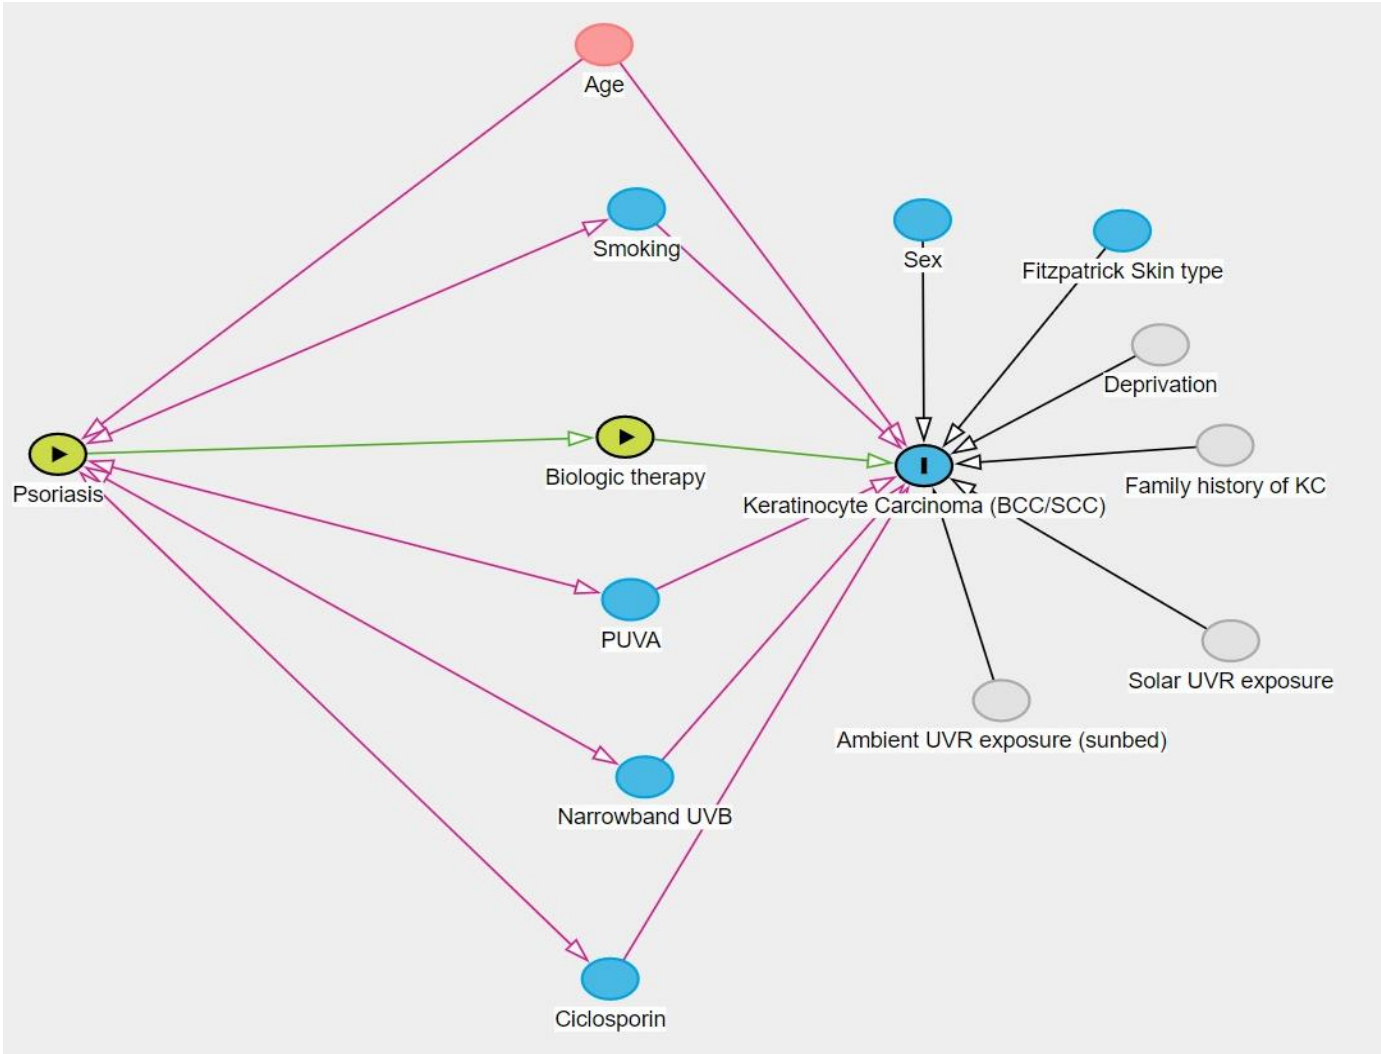 Age
Smoking
Sex
Fitzpatrick Skin type
Deprivation
Psoriasis
Biologic therapy
Keratinocyte Carcinoma (BCC/SCC)
Family history of KC
PUVA
Solar UVR exposure
Ambient UVR exposure (sunbed)
Narrowband UVB
Ciclosporin